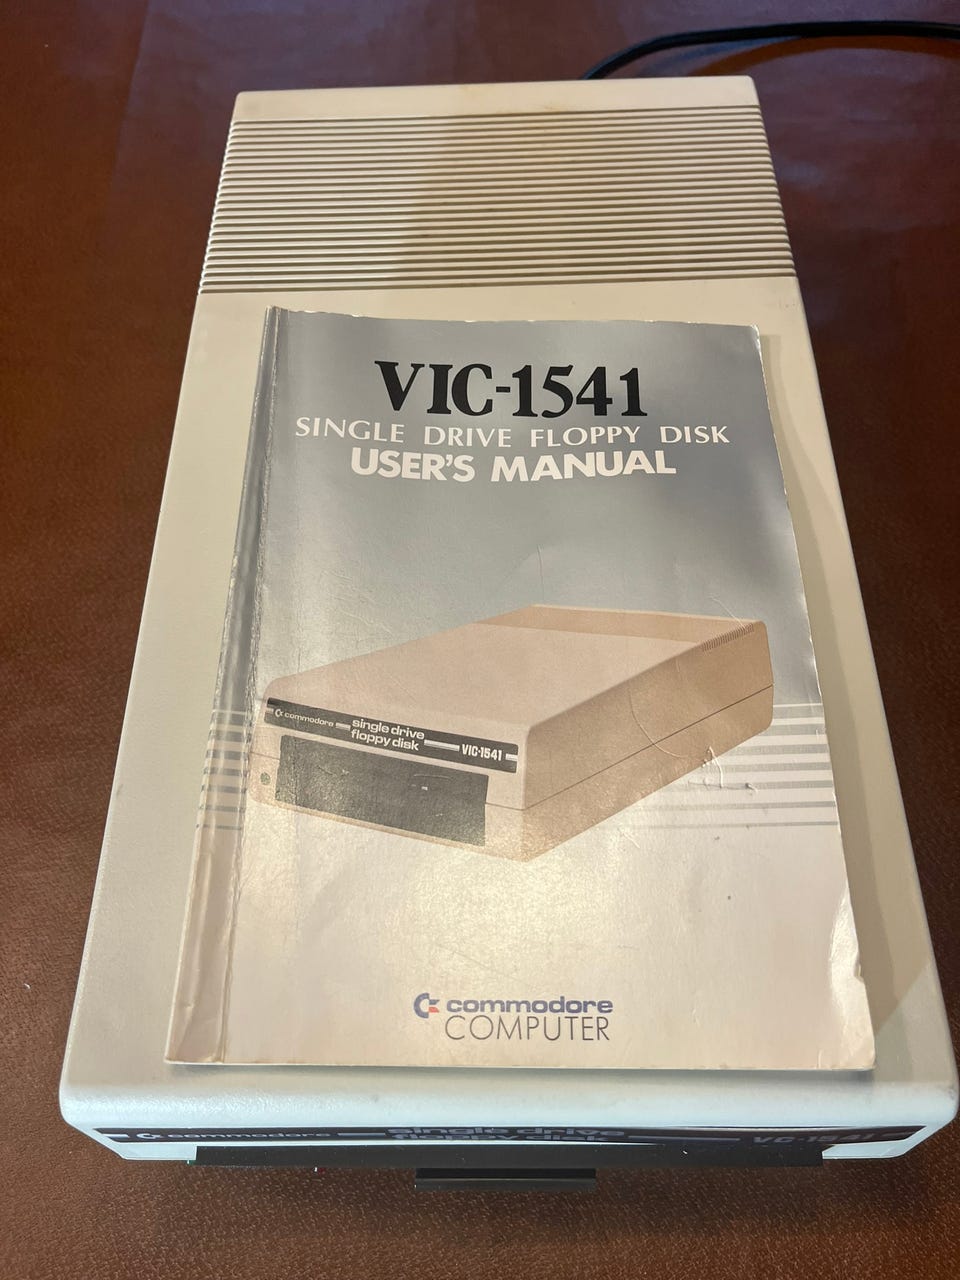 VIC-1541
SINGLE DRIVE FLOPPY DISK
USER'S MANUAL
commodore
single drive
floppy disk
VIC-1541
commodore
COMPUTER
commodore
single drive
floppy disk
VC-1541